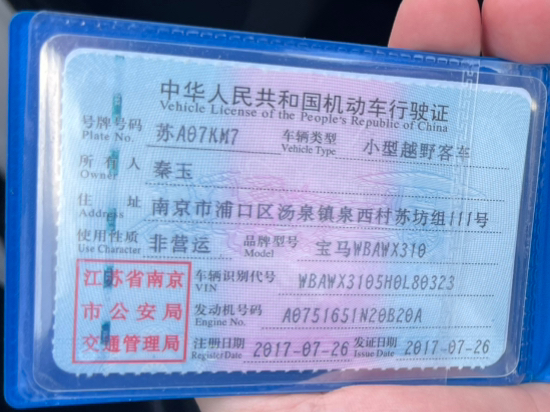 中华人民共和国机动车行驶证
Vehicle License of the People's Republic of China
号牌号码 苏A07KM7 车辆类型 小型越野客车
Plate No. Vehicle Type
所有人 秦玉
Owner
住址 南京市浦口区汤泉镇泉西村苏坊组111号
Address
使用性质 非营运 品牌型号 宝马WBAWX310
Use Character Model
江苏省南京
市公安局
交通管理局
车辆识别代号 WBAWX3105H0L80323
VIN
发动机号码 A0751651N20B20A
Engine No.
注册日期 2017-07-26 发证日期 2017-07-26
Register Date Issue Date